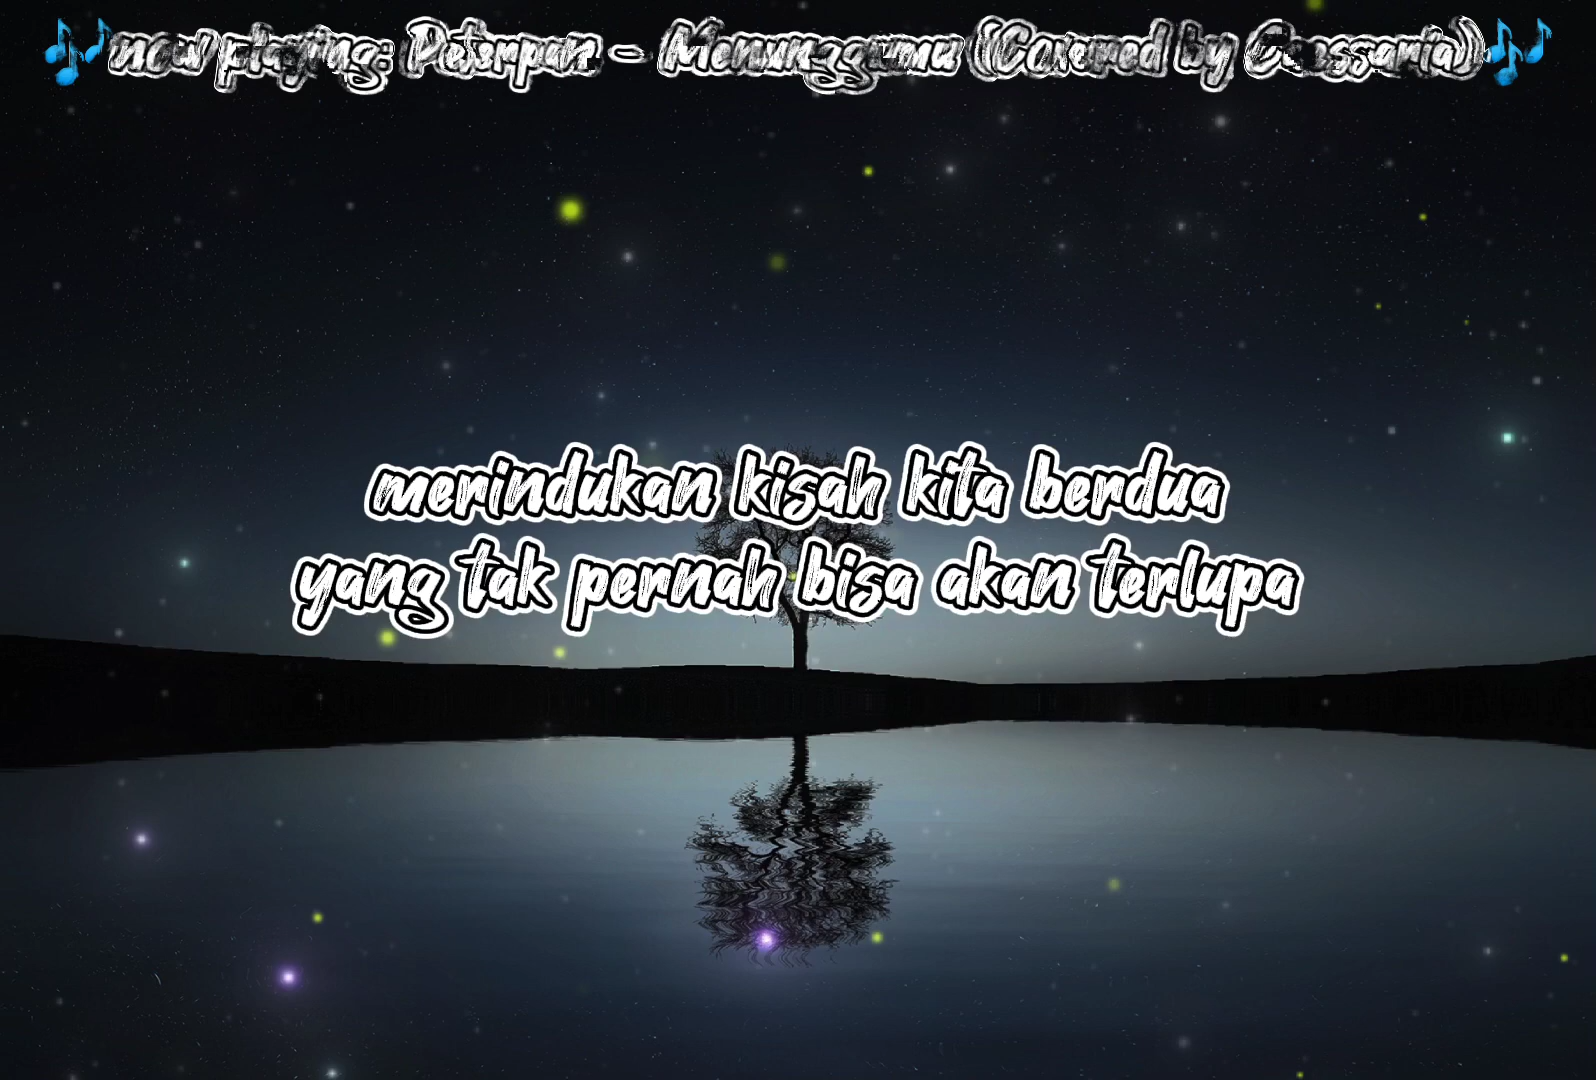 🎶now playing: Peterpan - Menunggumu (Covered by
merindukan kisah kita berdua
yang tak pernah bisa akan terlupa